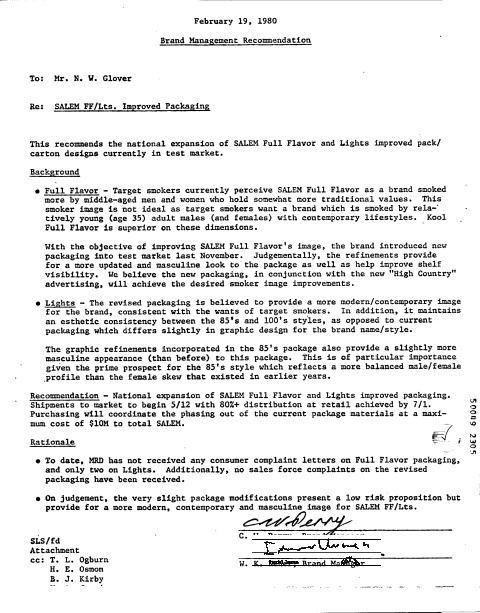 February 19, 1980
Brand Management Recommendation
To: Mr. N. W. Glover
Re: SALEM FF/Lts. Improved Packaging
This recommends the national expansion of SALEM Full Flavor and Lights improved pack/
carton designs currently in test market.
Background
• Full Flavor - Target smokers currently perceive SALEM Full Flavor as a brand smoked
more by middle-aged men and women who hold somewhat more traditional values. This
smoker image is not ideal as target smokers want a brand which is smoked by rela-
tively young (age 35) adult males (and females) with contemporary lifestyles. Kool
Full Flavor is superior on these dimensions.
With the objective of improving SALEM Full Flavor's image, the brand introduced new
packaging into test market last November. Judgementally, the refinements provide
for a more updated and masculine look to the package as well as help improve shelf
visibility. We believe the new packaging, in conjunction with the new "High Country"
advertising, will achieve the desired smoker image improvements.
• Lights - The revised packaging is believed to provide a more modern/contemporary image
for the brand, consistent with the wants of target smokers. In addition, it maintains
an esthetic consistency between the 85's and 100's styles, as opposed to current
packaging which differs slightly in graphic design for the brand name/style.
The graphic refinements incorporated in the 85's package also provide a slightly more
masculine appearance (than before) to this package. This is of particular importance
given the prime prospect for the 85's style which reflects a more balanced male/female
profile than the female skew that existed in earlier years.
Recommendation - National expansion of SALEM Full Flavor and Lights improved packaging.
Shipments to market to begin 5/12 with 80%+ distribution at retail achieved by 7/1.
Purchasing will coordinate the phasing out of the current package materials at a maxi-
mum cost of $10M to total SALEM.
Rationale
• To date, MRD has not received any consumer complaint letters on Full Flavor packaging,
and only two on Lights. Additionally, no sales force complaints on the revised
packaging have been received.
• On judgement, the very slight package modifications present a low risk proposition but
provide for a more modern, contemporary and masculine image for SALEM FF/Lts.
C.
W. K. Brand Manager
SLS/fd
Attachment
cc: T. L. Ogburn
H. E. Osmon
B. J. Kirby
50089 2305